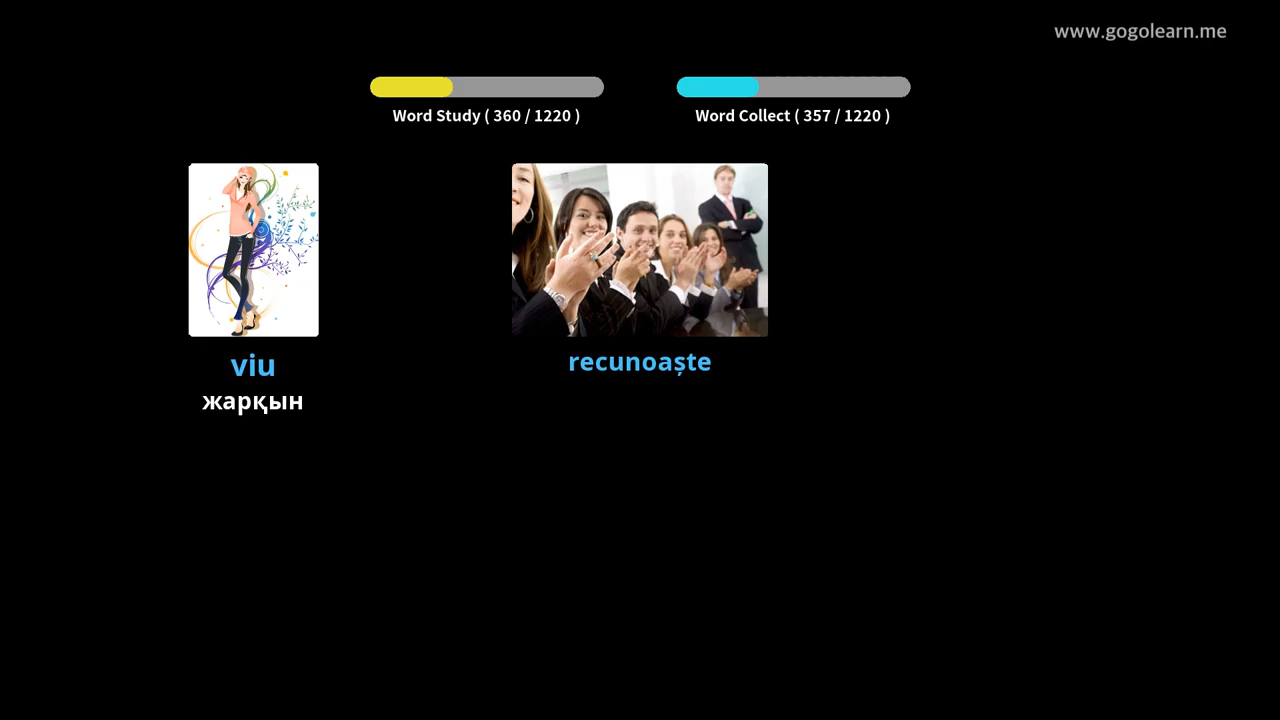 www.gogolearn.me
Word Study ( 360 / 1220 )
Word Collect ( 357 / 1220 )
viu
жарқын
recunoaște